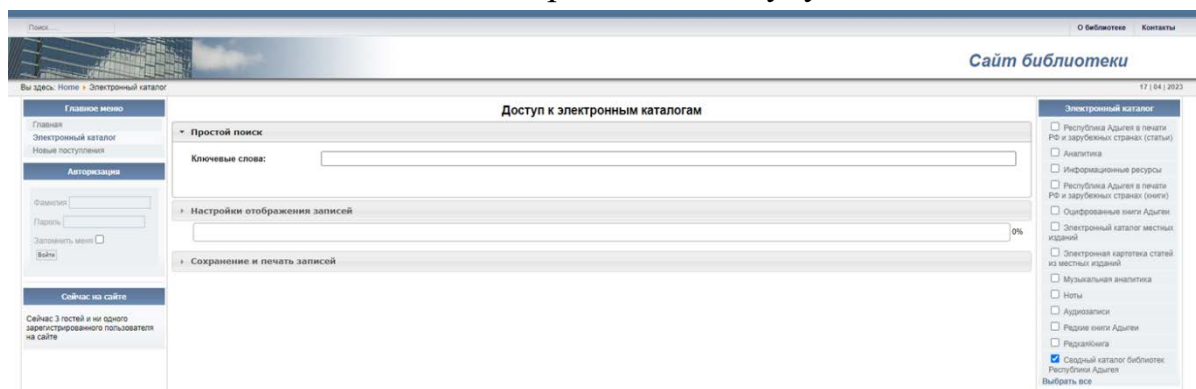 Поиск.....
О библиотеке Контакты
Сайт библиотеки
Вы здесь: Home Электронный каталог
17 | 04 | 2023
Главное меню
Главная
Электронный каталог
Новые поступления
Авторизация
Фамилия
Пароль
Запомнить меня
Войти
Сейчас на сайте
Сейчас 3 гостей и ни одного
зарегистрированного пользователя
на сайте
Доступ к электронным каталогам
Простой поиск
Ключевые слова:
Настройки отображения записей
0%
Сохранение и печать записей
Электронный каталог
Республика Адыгея в печати
РФ и зарубежных странах (статьи)
Аналитика
Информационные ресурсы
Республика Адыгея в печати
РФ и зарубежных странах (книги)
Оцифрованные книги Адыгеи
Электронный каталог местных
изданий
Электронная картотека статей
из местных изданий
Музыкальная аналитика
Ноты
Аудиозаписи
Редкие книги Адыгеи
РедкаяКнига
Сводный каталог библиотек
Республики Адыгея
Выбрать все